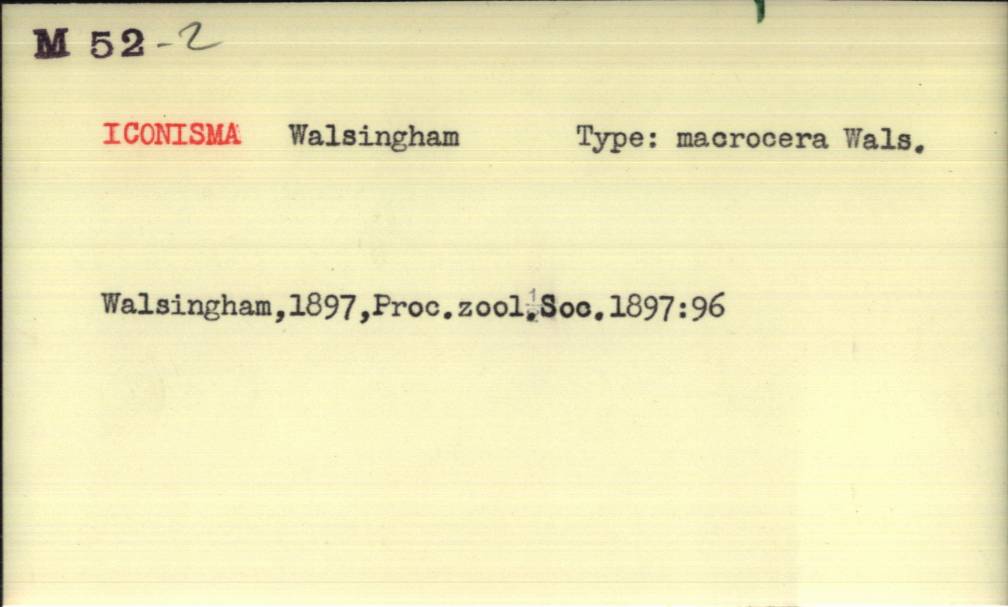 M 52-2
ICONISMA Walsingham Type: macrocera Wals.
Walsingham,1897,Proc.zool.Soc.1897:96